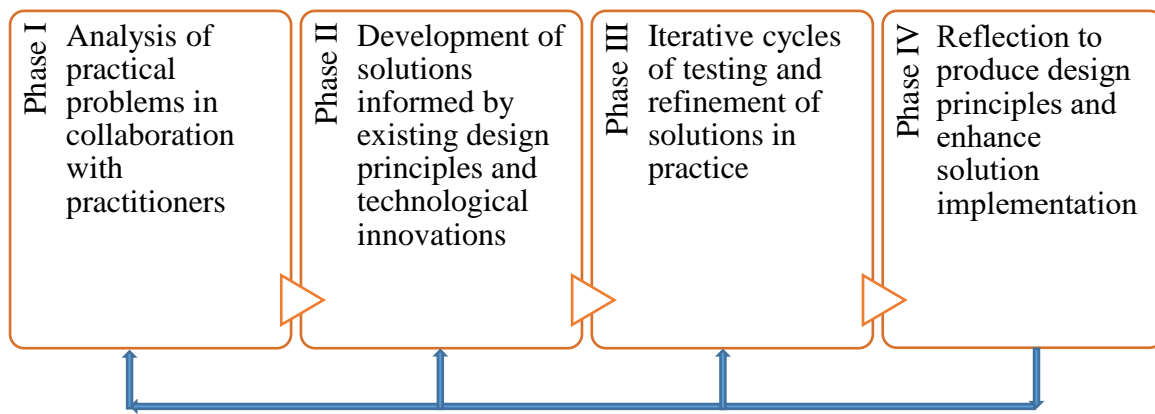 Phase I
Analysis of
practical
problems in
collaboration
with
practitioners
Phase II
Development of
solutions
informed by
existing design
principles and
technological
innovations
Phase III
Iterative cycles
of testing and
refinement of
solutions in
practice
Phase IV
Reflection to
produce design
principles and
enhance
solution
implementation